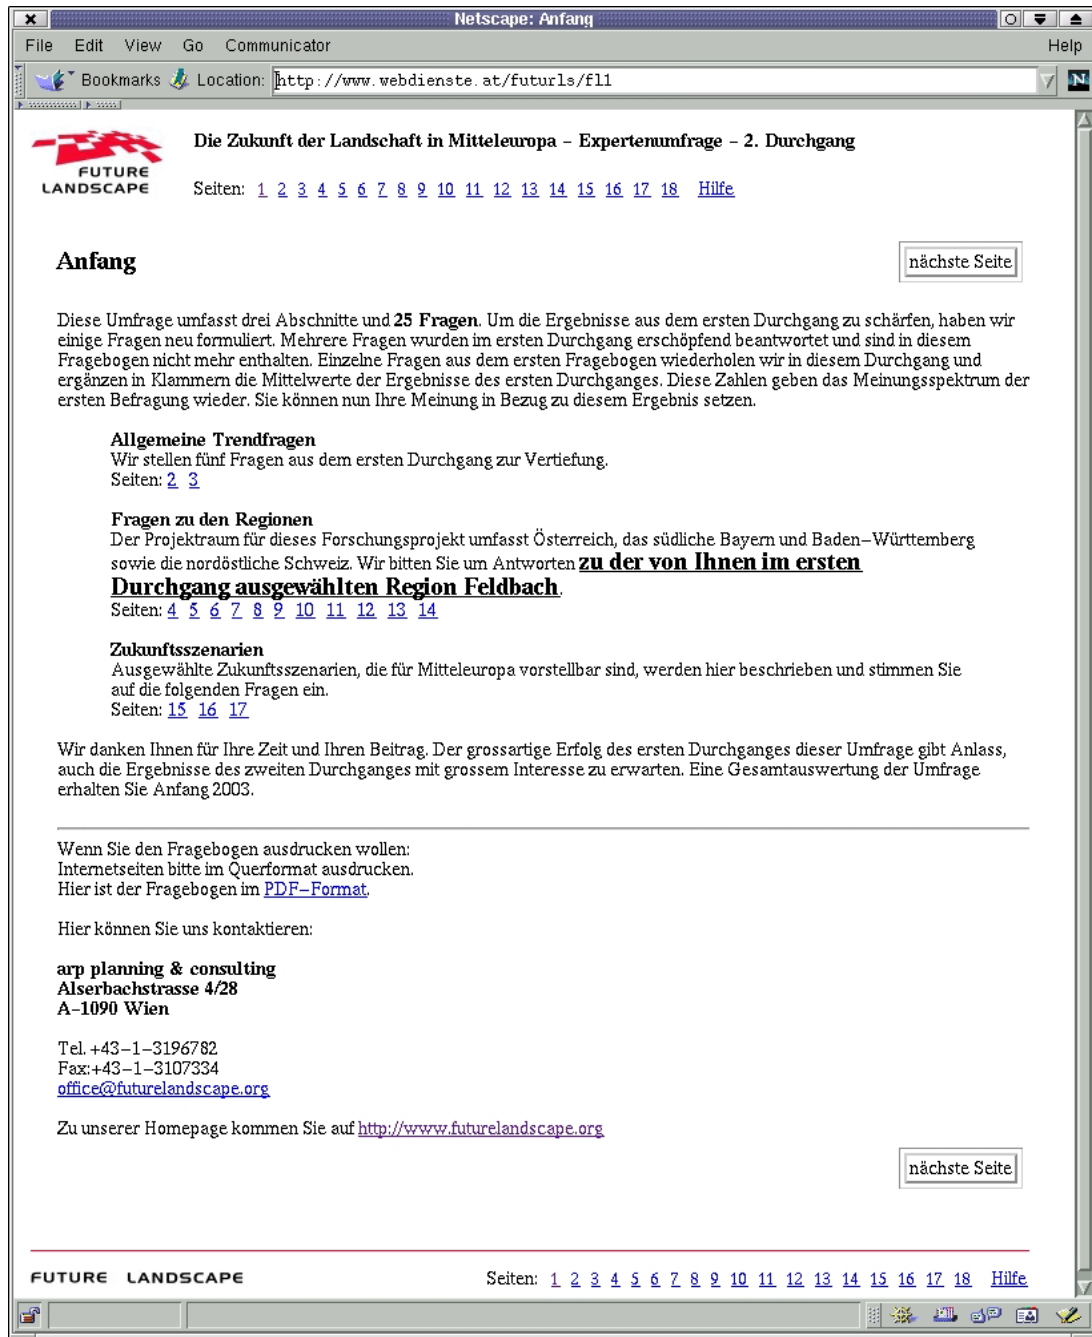 Netscape: Anfang
File Edit View Go Communicator Help
Bookmarks Location: http://www.webdienste.at/futurls/fl1 N
FUTURE
LANDSCAPE
Die Zukunft der Landschaft in Mitteleuropa – Expertenumfrage – 2. Durchgang
Seiten: 1 2 3 4 5 6 7 8 9 10 11 12 13 14 15 16 17 18 Hilfe
Anfang
nächste Seite
Diese Umfrage umfasst drei Abschnitte und 25 Fragen. Um die Ergebnisse aus dem ersten Durchgang zu schärfen, haben wir
einige Fragen neu formuliert. Mehrere Fragen wurden im ersten Durchgang erschöpfend beantwortet und sind in diesem
Fragebogen nicht mehr enthalten. Einzelne Fragen aus dem ersten Fragebogen wiederholen wir in diesem Durchgang und
ergänzen in Klammern die Mittelwerte der Ergebnisse des ersten Durchganges. Diese Zahlen geben das Meinungsspektrum der
ersten Befragung wieder. Sie können nun Ihre Meinung in Bezug zu diesem Ergebnis setzen.
Allgemeine Trendfragen
Wir stellen fünf Fragen aus dem ersten Durchgang zur Vertiefung.
Seiten: 2 3
Fragen zu den Regionen
Der Projektraum für dieses Forschungsprojekt umfasst Österreich, das südliche Bayern und Baden–Württemberg
sowie die nordöstliche Schweiz. Wir bitten Sie um Antworten zu der von Ihnen im ersten
Durchgang ausgewählten Region Feldbach.
Seiten: 4 5 6 7 8 9 10 11 12 13 14
Zukunftsszenarien
Ausgewählte Zukunftsszenarien, die für Mitteleuropa vorstellbar sind, werden hier beschrieben und stimmen Sie
auf die folgenden Fragen ein.
Seiten: 15 16 17
Wir danken Ihnen für Ihre Zeit und Ihren Beitrag. Der grossartige Erfolg des ersten Durchganges dieser Umfrage gibt Anlass,
auch die Ergebnisse des zweiten Durchganges mit grossem Interesse zu erwarten. Eine Gesamtauswertung der Umfrage
erhalten Sie Anfang 2003.
Wenn Sie den Fragebogen ausdrucken wollen:
Internetseiten bitte im Querformat ausdrucken.
Hier ist der Fragebogen im PDF–Format.
Hier können Sie uns kontaktieren:
arp planning & consulting
Alserbachstrasse 4/28
A–1090 Wien
Tel. +43–1–3196782
Fax:+43–1–3107334
office@futurelandscape.org
Zu unserer Homepage kommen Sie auf http://www.futurelandscape.org
nächste Seite
FUTURE LANDSCAPE
Seiten: 1 2 3 4 5 6 7 8 9 10 11 12 13 14 15 16 17 18 Hilfe